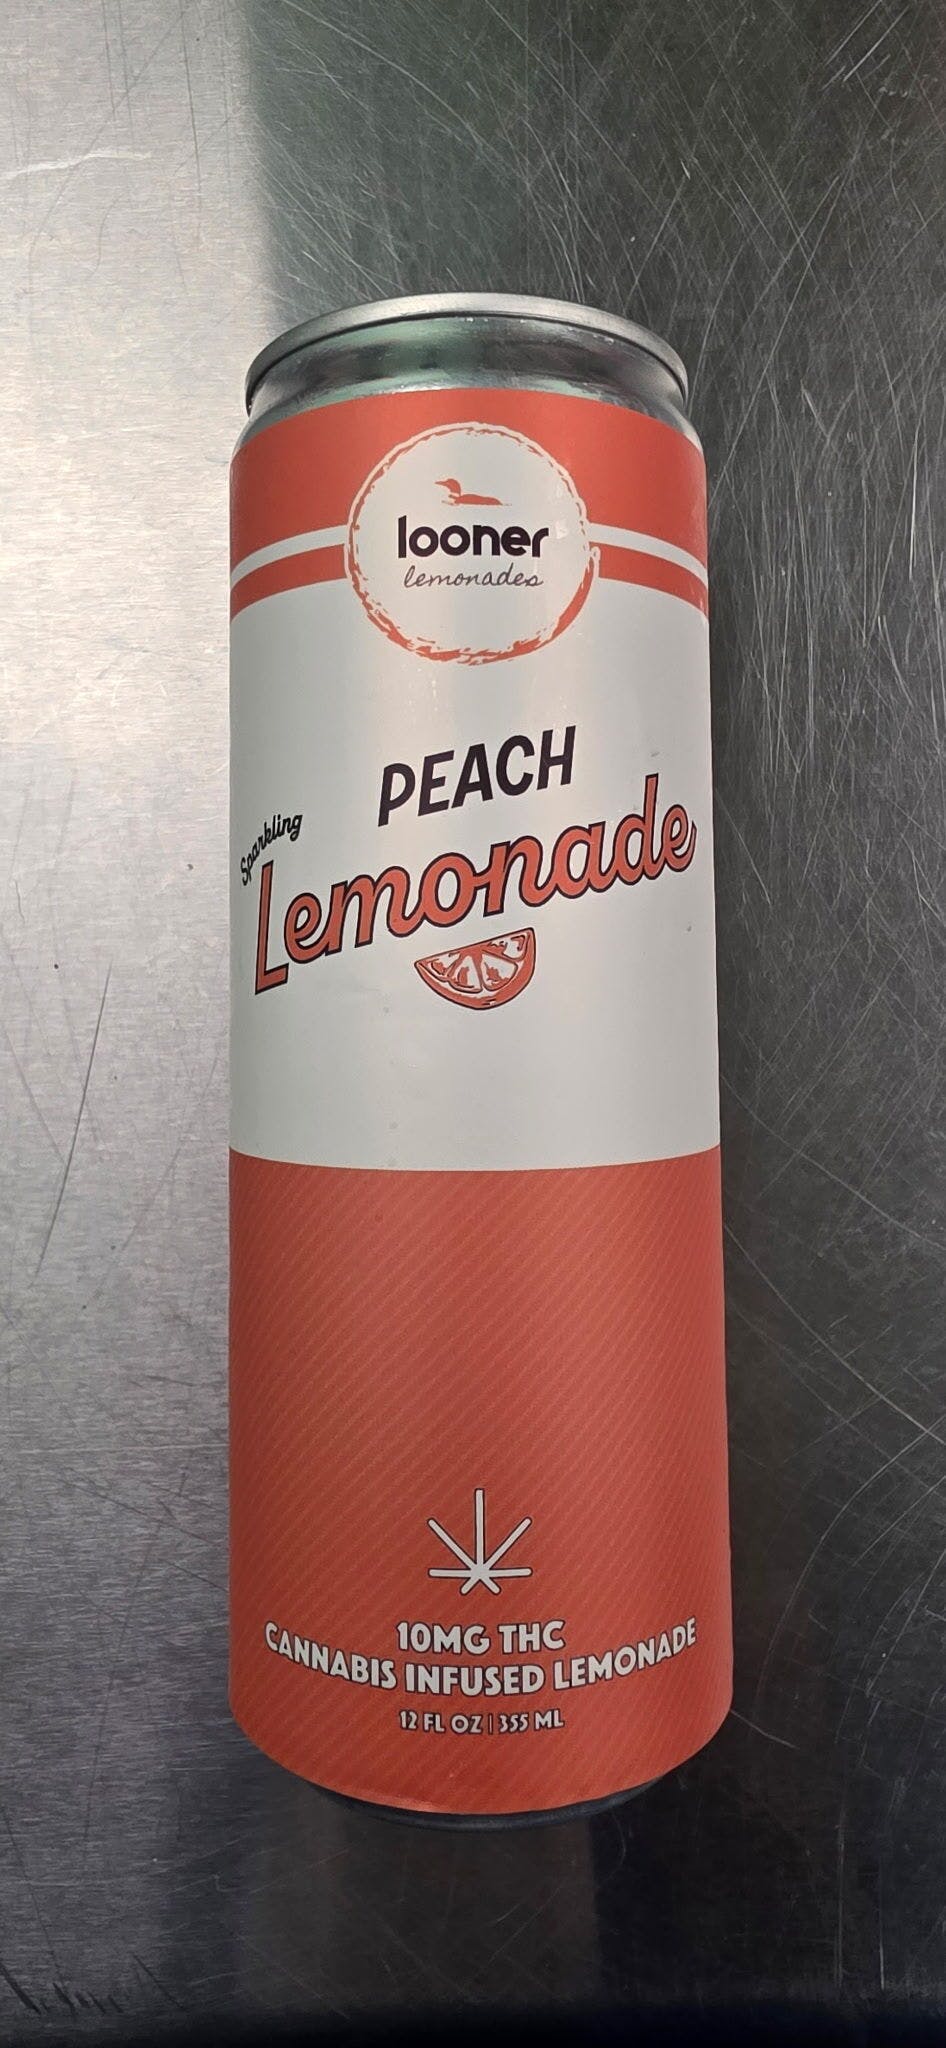 looner
lemonades
PEACH
Sparkling
Lemonade
10MG THC
CANNABIS INFUSED LEMONADE
12 FL OZ | 355 ML